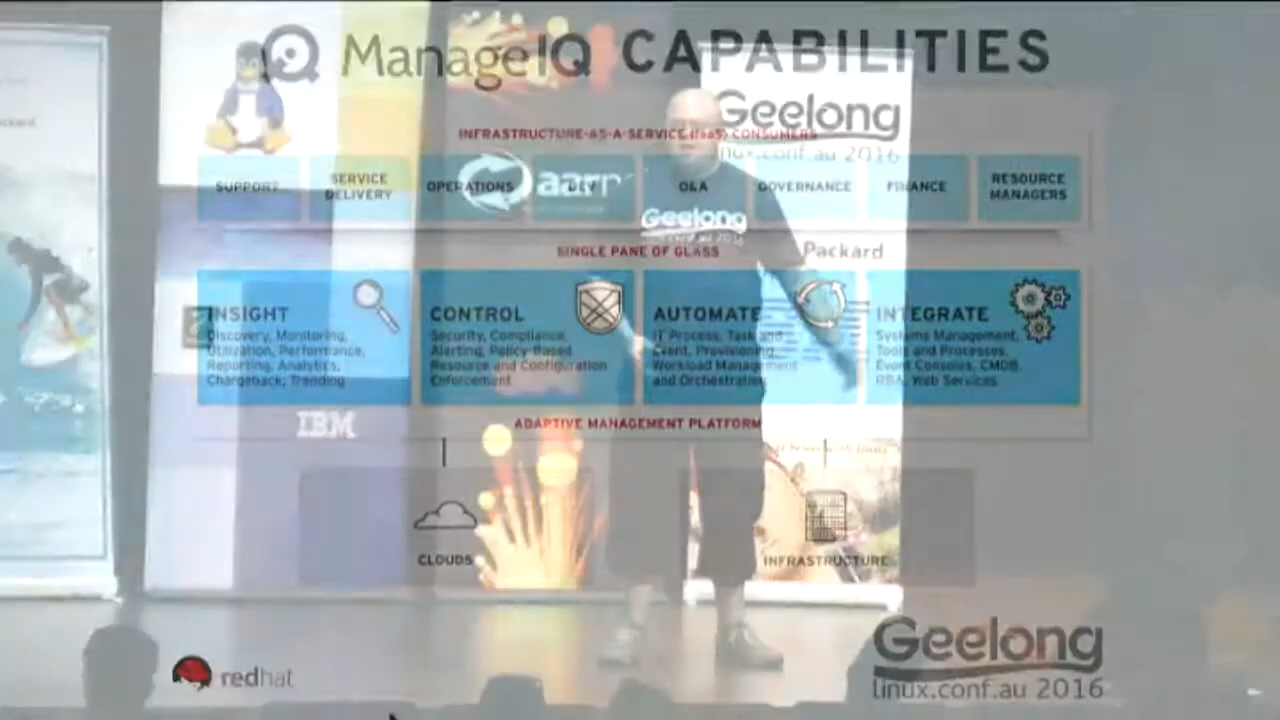 ManageIQ CAPABILITIES
Geelong
linux.conf.au 2016
INFRASTRUCTURE-AS-A-SERVICE (IaaS) CONSUMERS
SUPPORT
SERVICE
DELIVERY
OPERATIONS
DEV
Q&A
GOVERNANCE
FINANCE
RESOURCE
MANAGERS
Geelong
SINGLE PANE OF GLASS
Packard
INSIGHT
Discovery, Monitoring,
Utilization, Performance,
Reporting, Analytics,
Chargeback, Trending
CONTROL
Security, Compliance,
Alerting, Policy-Based
Resource and Configuration
Enforcement
AUTOMATE
IT Process, Task and
Event, Provisioning,
Workload Management
and Orchestration
INTEGRATE
Systems Management,
Tools and Processes,
Event Consoles, CMDB,
RBA, Web Services
IBM
ADAPTIVE MANAGEMENT PLATFORM
CLOUDS
INFRASTRUCTURE
redhat
Geelong
linux.conf.au 2016